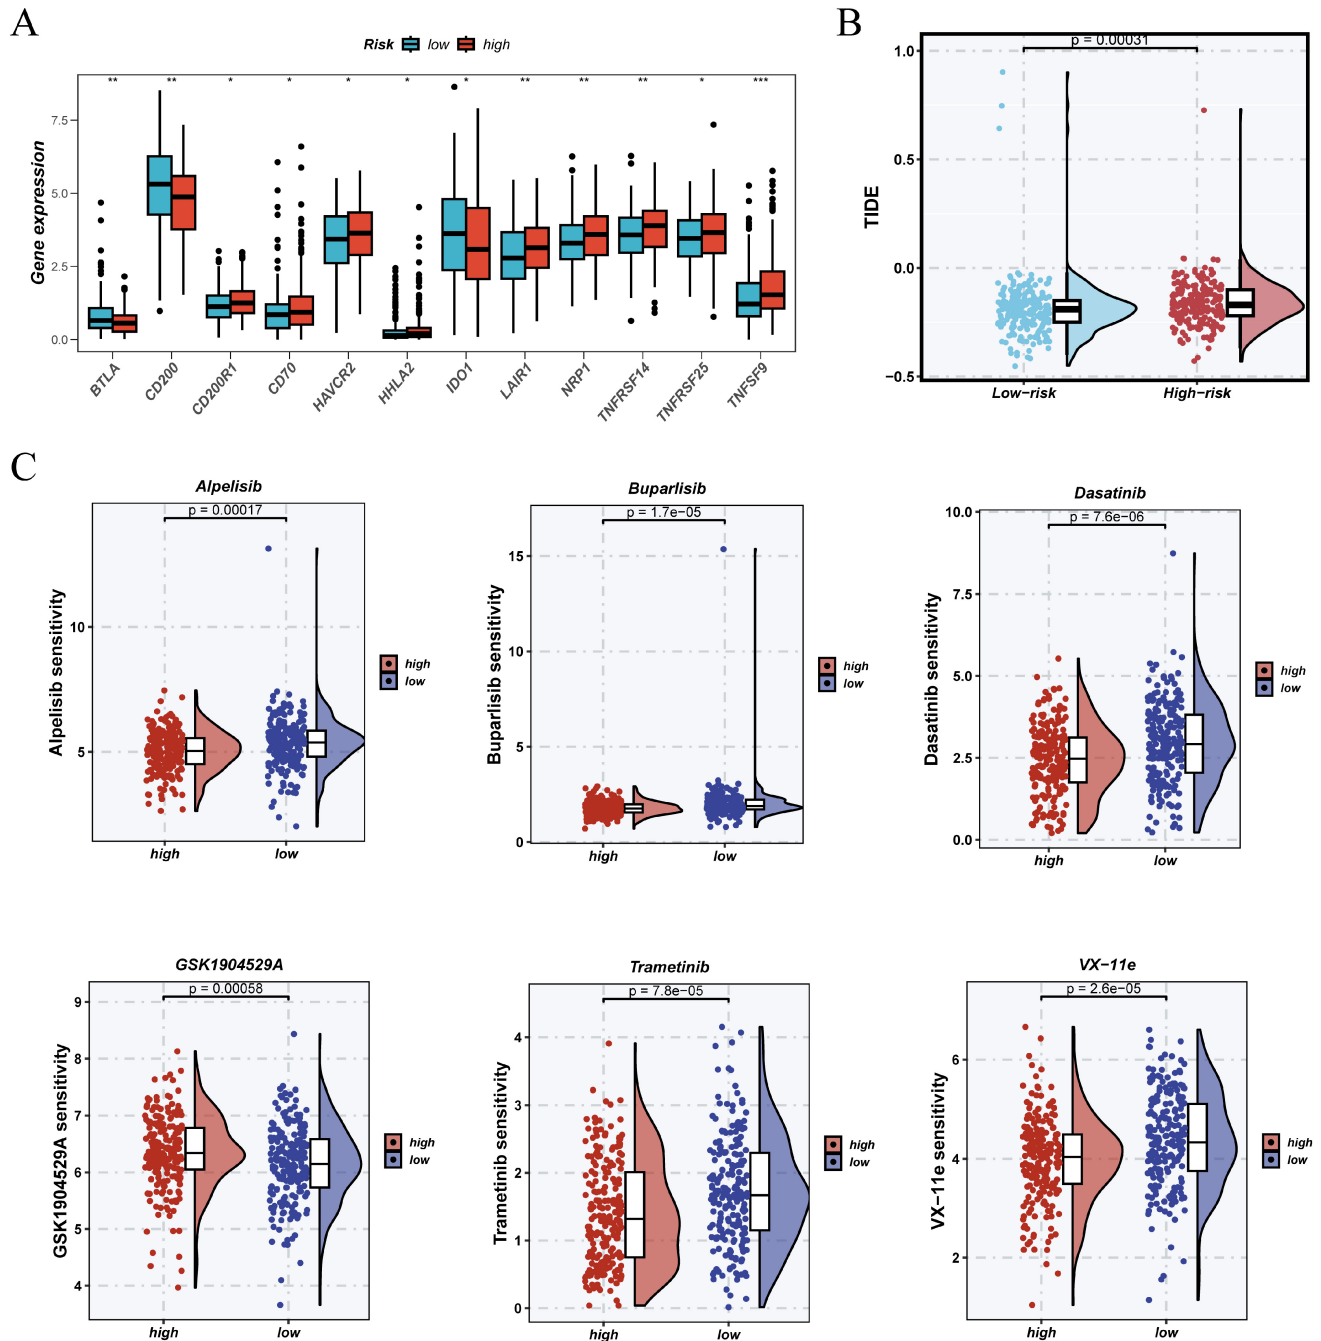 A
Risk low high
** ** * * * * * ** ** ** * ***
Gene expression
7.5
5.0
2.5
0.0
BTLA CD200 CD200R1 CD70 HAVCR2 HHLA2 IDO1 LAIR1 NRP1 TNFRSF14 TNFRSF25 TNFSF9
B
p = 0.00031
TIDE
1.0
0.5
0.0
−0.5
Low−risk High−risk
C
Alpelisib
p = 0.00017
Alpelisib sensitivity
10
5
high low
high
low
Buparlisib
p = 1.7e−05
Buparlisib sensitivity
15
10
5
0
high low
high
low
Dasatinib
p = 7.6e−06
Dasatinib sensitivity
10.0
7.5
5.0
2.5
0.0
high low
high
low
GSK1904529A
p = 0.00058
GSK1904529A sensitivity
9
8
7
6
5
4
high low
high
low
Trametinib
p = 7.8e−05
Trametinib sensitivity
4
3
2
1
0
high low
high
low
VX−11e
p = 2.6e−05
VX−11e sensitivity
6
4
2
high low
high
low